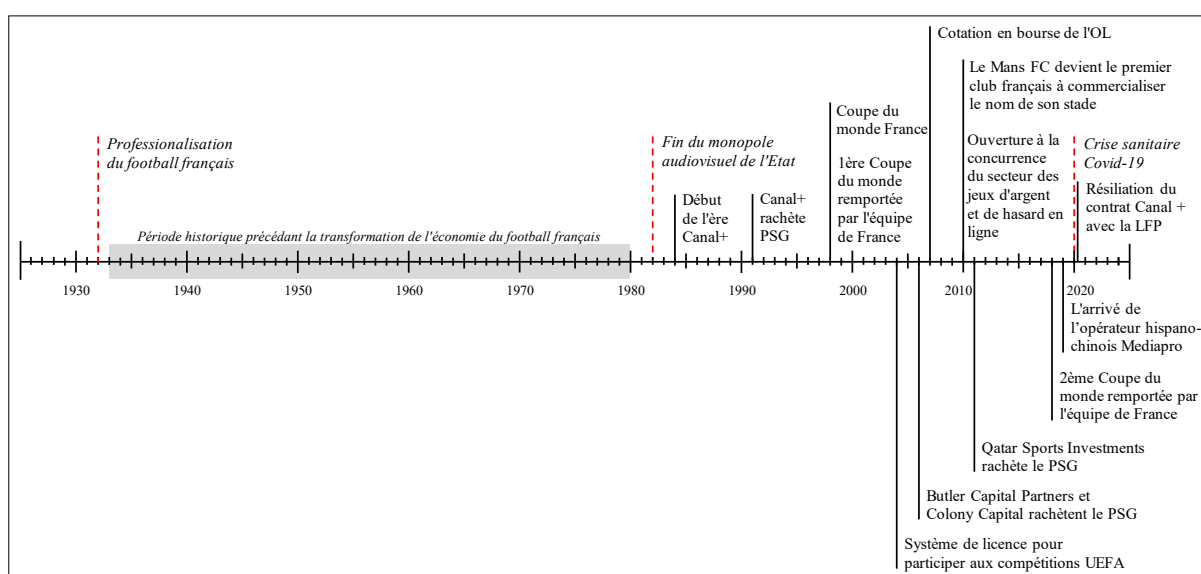 Cotation en bourse de l'OL
Le Mans FC devient le premier
club français à commercialiser
le nom de son stade
Professionalisation
du football français
Fin du monopole
audiovisuel de l'Etat
Coupe du
monde France
1ère Coupe
du monde
remportée
par l'équipe
de France
Ouverture à la
concurrence
du secteur des
jeux d'argent
et de hasard en
ligne
Crise sanitaire
Covid-19
Début
de l'ère
Canal+
Canal+
rachète
PSG
Résiliation du
contrat Canal +
avec la LFP
Période historique précédant la transformation de l'économie du football français
1930 1940 1950 1960 1970 1980 1990 2000 2010 2020
L'arrivé de
l’opérateur hispano-
chinois Mediapro
2ème Coupe du
monde remportée par
l'équipe de France
Qatar Sports Investments
rachète le PSG
Butler Capital Partners et
Colony Capital rachètent le PSG
Système de licence pour
participer aux compétitions UEFA